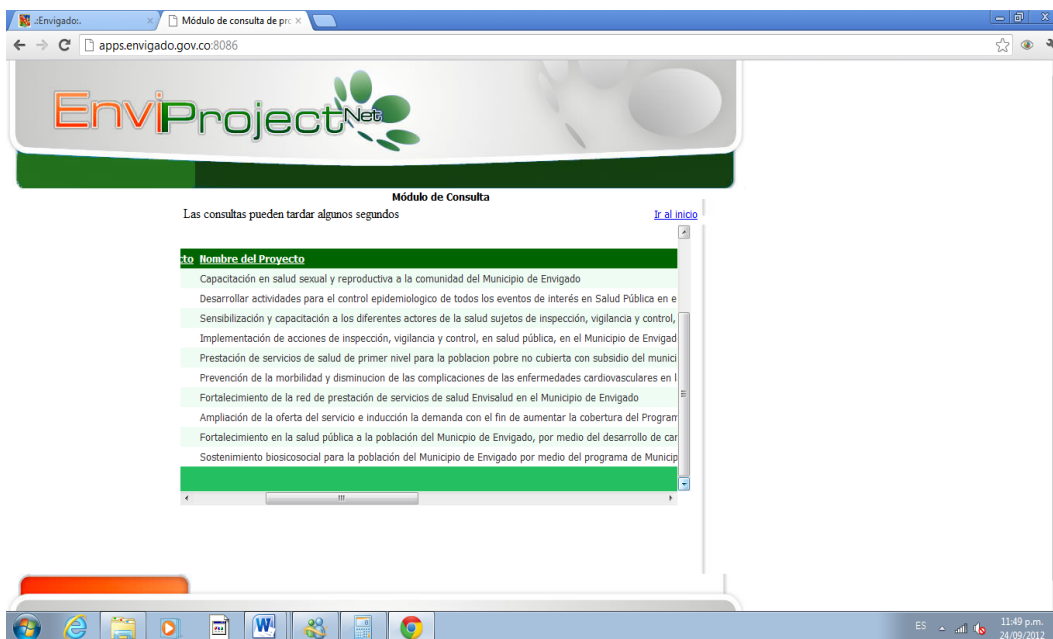 .:Envigado:.
Módulo de consulta de pro
apps.envigado.gov.co:8086
EnviProject Net
Módulo de Consulta
Las consultas pueden tardar algunos segundos
Ir al inicio
cto Nombre del Proyecto
Capacitación en salud sexual y reproductiva a la comunidad del Municipio de Envigado
Desarrollar actividades para el control epidemiologico de todos los eventos de interés en Salud Pública en e
Sensibilización y capacitación a los diferentes actores de la salud sujetos de inspección, vigilancia y control,
Implementación de acciones de inspección, vigilancia y control, en salud pública, en el Municipio de Envigad
Prestación de servicios de salud de primer nivel para la poblacion pobre no cubierta con subsidio del munici
Prevención de la morbilidad y disminucion de las complicaciones de las enfermedades cardiovasculares en l
Fortalecimiento de la red de prestación de servicios de salud Envisalud en el Municipio de Envigado
Ampliación de la oferta del servicio e inducción la demanda con el fin de aumentar la cobertura del Program
Fortalecimiento en la salud pública a la población del Municpio de Envigado, por medio del desarrollo de car
Sostenimiento biosicosocial para la población del Municipio de Envigado por medio del programa de Municip
ES
11:49 p.m.
24/09/2012